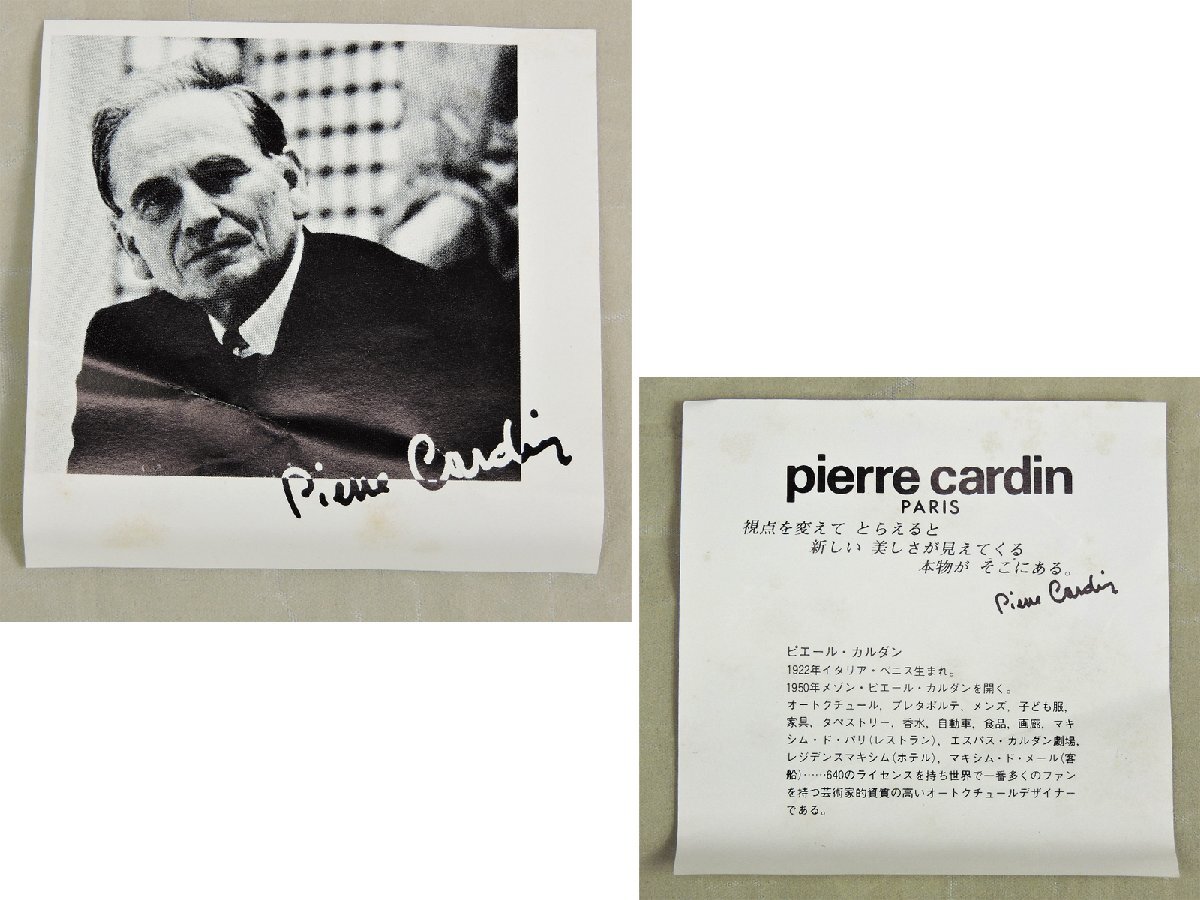 Pierre Cardin
pierre cardin
PARIS
視点を変えて とらえると
新しい 美しさが見えてくる
本物が そこにある。
Pierre Cardin
ピエール・カルダン
1922年イタリア・ベニス生まれ。
1950年メゾン・ピエール・カルダンを開く。
オートクチュール, プレタポルテ, メンズ, 子ども服,
家具, タペストリー, 香水, 自動車, 食品, 画廊, マキ
シム・ド・パリ(レストラン), エスパス・カルダン劇場,
レジデンスマキシム(ホテル), マキシム・ド・メール(客
船)……640のライセンスを持ち世界で一番多くのファン
を持つ芸術家的資質の高いオートクチュールデザイナー
である。